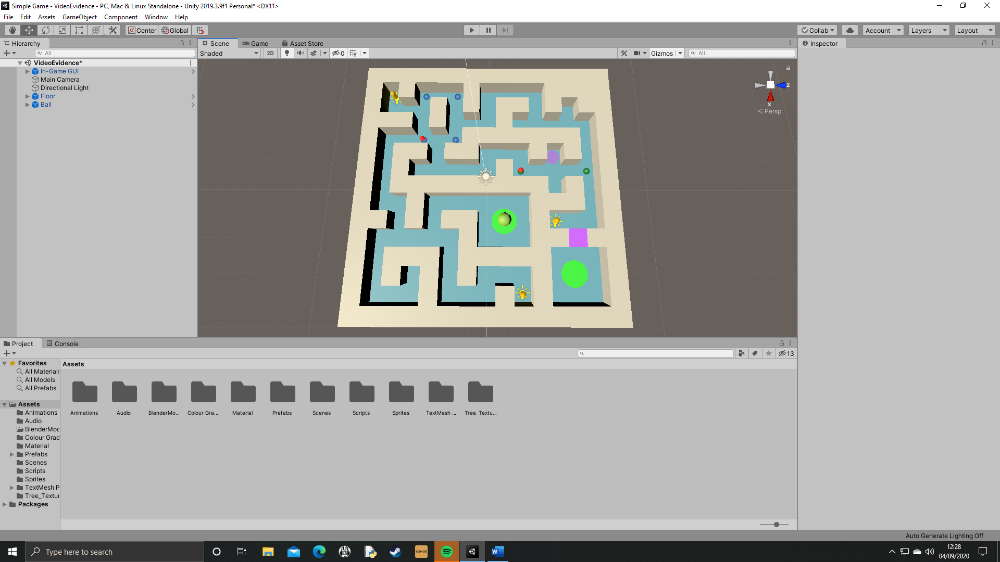 Simple Game - VideoEvidence - PC, Mac & Linux Standalone - Unity 2019.3.9f1 Personal* <DX11>
File Edit Assets GameObject Component Window Help
Center Global Collab Account Layers Layout
Hierarchy
All
VideoEvidence*
In-Game GUI
Main Camera
Directional Light
Floor
Ball
Scene Game Asset Store
Shaded 2D 0 Gizmos All
z
x
Persp
Inspector
Project Console
13
Favorites
All Materials
All Models
All Prefabs
Assets
Animations
Audio
BlenderMod
Colour Grad
Material
Prefabs
Scenes
Scripts
Sprites
TextMesh P
Tree_Textur
Packages
Assets
Animations Audio BlenderMo... Colour Gra... Material Prefabs Scenes Scripts Sprites TextMesh ... Tree_Textu...
Auto Generate Lighting Off
Type here to search
SONOS
W
12:28
04/09/2020